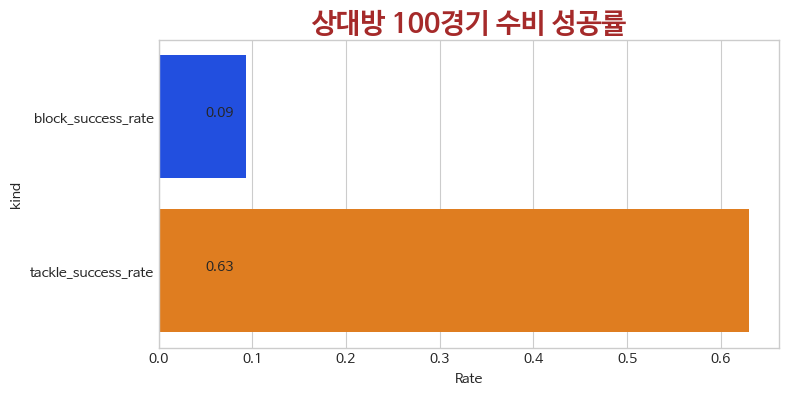 상대방 100경기 수비 성공률
block_success_rate
0.09
kind
tackle_success_rate
0.63
0.0 0.1 0.2 0.3 0.4 0.5 0.6
Rate